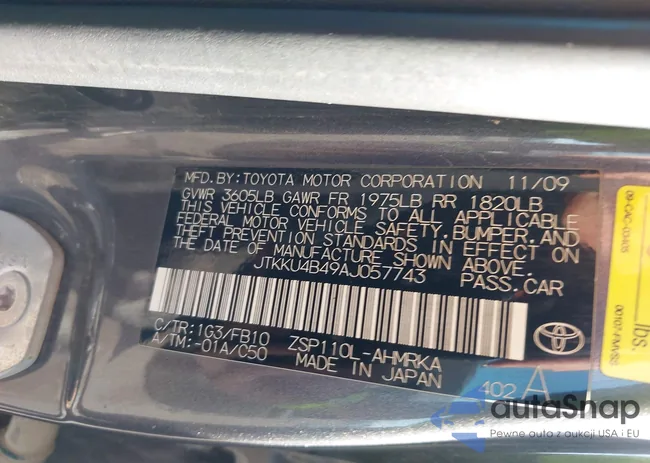 MFD.BY:TOYOTA MOTOR CORPORATION 11/09
GVWR 3605LB GAWR FR 1975LB RR 1820LB
THIS VEHICLE CONFORMS TO ALL APPLICABLE
FEDERAL MOTOR VEHICLE SAFETY,BUMPER,AND
THEFT PREVENTION STANDARDS IN EFFECT ON
THE DATE OF MANUFACTURE SHOWN ABOVE.
JTKKU4B49AJ057743 PASS.CAR
C/TR:1G3/FB10
A/TM:-01A/C50
ZSP110L-AHMRKA
MADE IN JAPAN
402 A
lbs.
autoSnap
Pewne auto z aukcji USA i EU